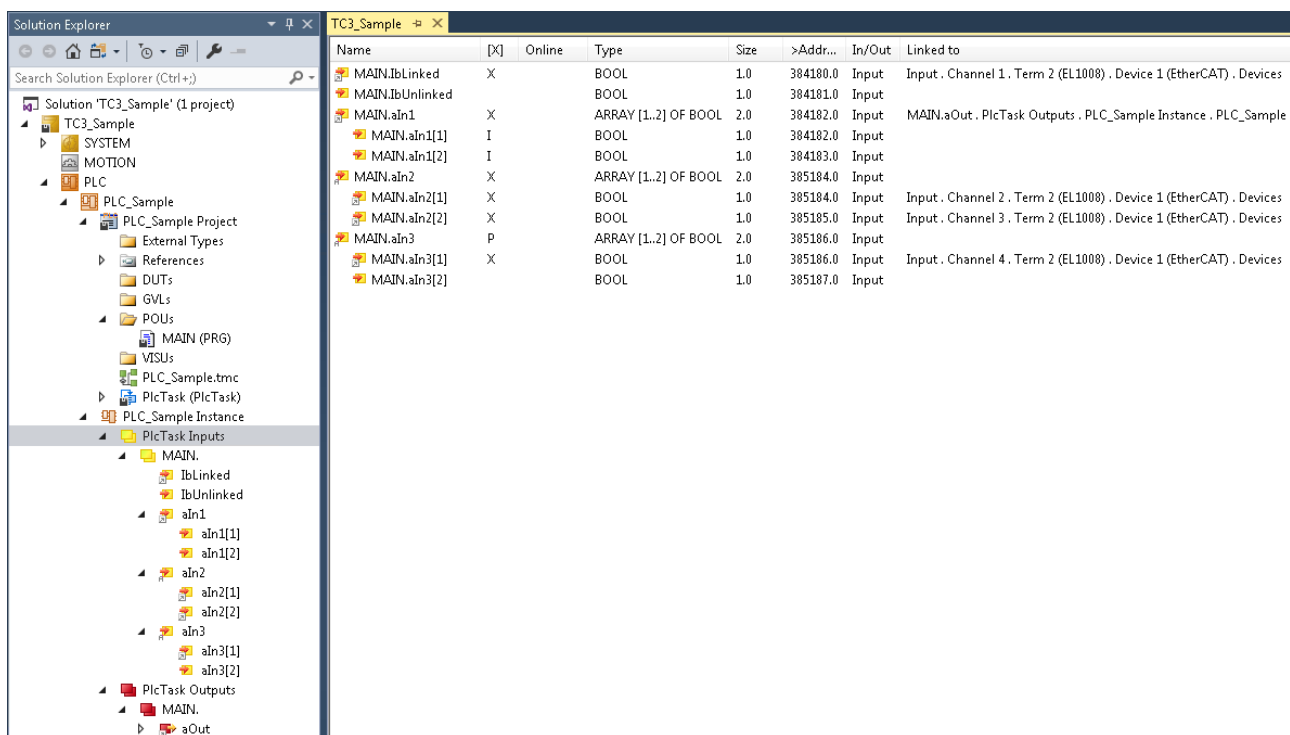 Solution Explorer
Search Solution Explorer (Ctrl+;)
Solution 'TC3_Sample' (1 project)
TC3_Sample
SYSTEM
MOTION
PLC
PLC_Sample
PLC_Sample Project
External Types
References
DUTs
GVLs
POUs
MAIN (PRG)
VISUs
PLC_Sample.tmc
PlcTask (PlcTask)
PLC_Sample Instance
PlcTask Inputs
MAIN.
IbLinked
IbUnlinked
aIn1
aIn1[1]
aIn1[2]
aIn2
aIn2[1]
aIn2[2]
aIn3
aIn3[1]
aIn3[2]
PlcTask Outputs
MAIN.
aOut
TC3_Sample
Name [X] Online Type Size >Addr... In/Out Linked to
MAIN.IbLinked X BOOL 1.0 384180.0 Input Input . Channel 1 . Term 2 (EL1008) . Device 1 (EtherCAT) . Devices
MAIN.IbUnlinked BOOL 1.0 384181.0 Input
MAIN.aIn1 X ARRAY [1..2] OF BOOL 2.0 384182.0 Input MAIN.aOut . PlcTask Outputs . PLC_Sample Instance . PLC_Sample
MAIN.aIn1[1] I BOOL 1.0 384182.0 Input
MAIN.aIn1[2] I BOOL 1.0 384183.0 Input
MAIN.aIn2 X ARRAY [1..2] OF BOOL 2.0 385184.0 Input
MAIN.aIn2[1] X BOOL 1.0 385184.0 Input Input . Channel 2 . Term 2 (EL1008) . Device 1 (EtherCAT) . Devices
MAIN.aIn2[2] X BOOL 1.0 385185.0 Input Input . Channel 3 . Term 2 (EL1008) . Device 1 (EtherCAT) . Devices
MAIN.aIn3 P ARRAY [1..2] OF BOOL 2.0 385186.0 Input
MAIN.aIn3[1] X BOOL 1.0 385186.0 Input Input . Channel 4 . Term 2 (EL1008) . Device 1 (EtherCAT) . Devices
MAIN.aIn3[2] BOOL 1.0 385187.0 Input